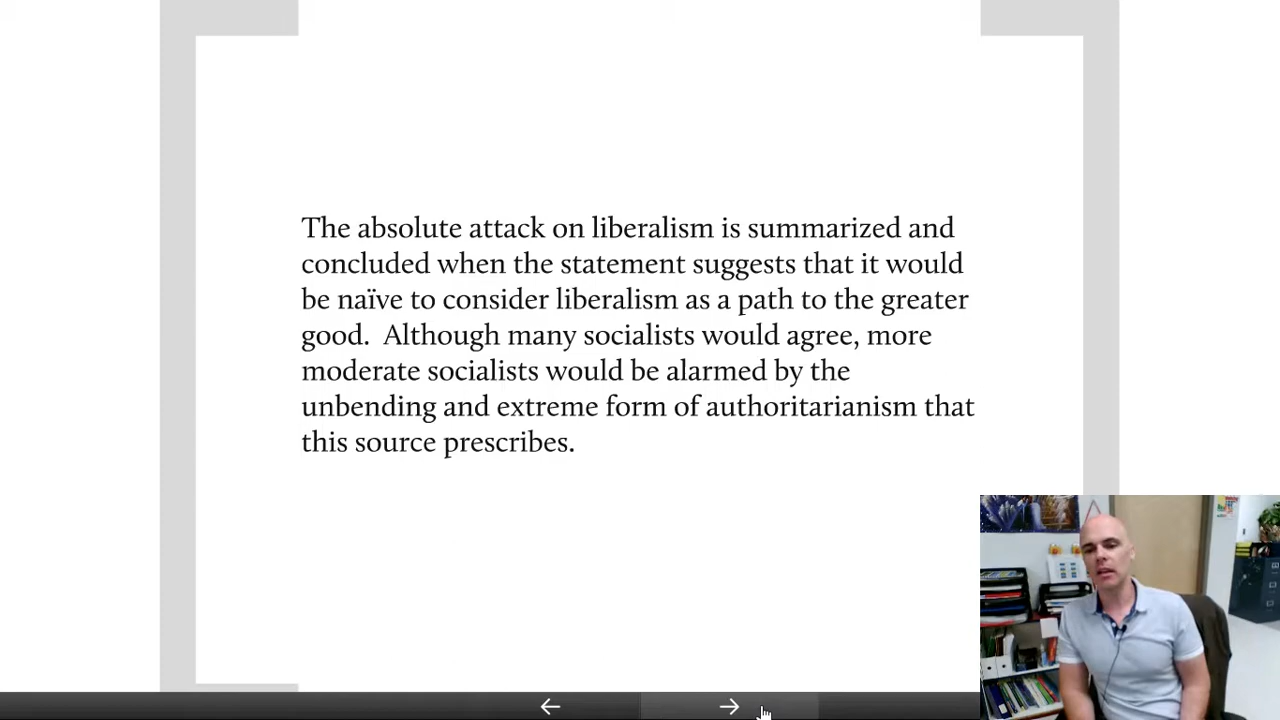 The absolute attack on liberalism is summarized and
concluded when the statement suggests that it would
be naïve to consider liberalism as a path to the greater
good.  Although many socialists would agree, more
moderate socialists would be alarmed by the
unbending and extreme form of authoritarianism that
this source prescribes.